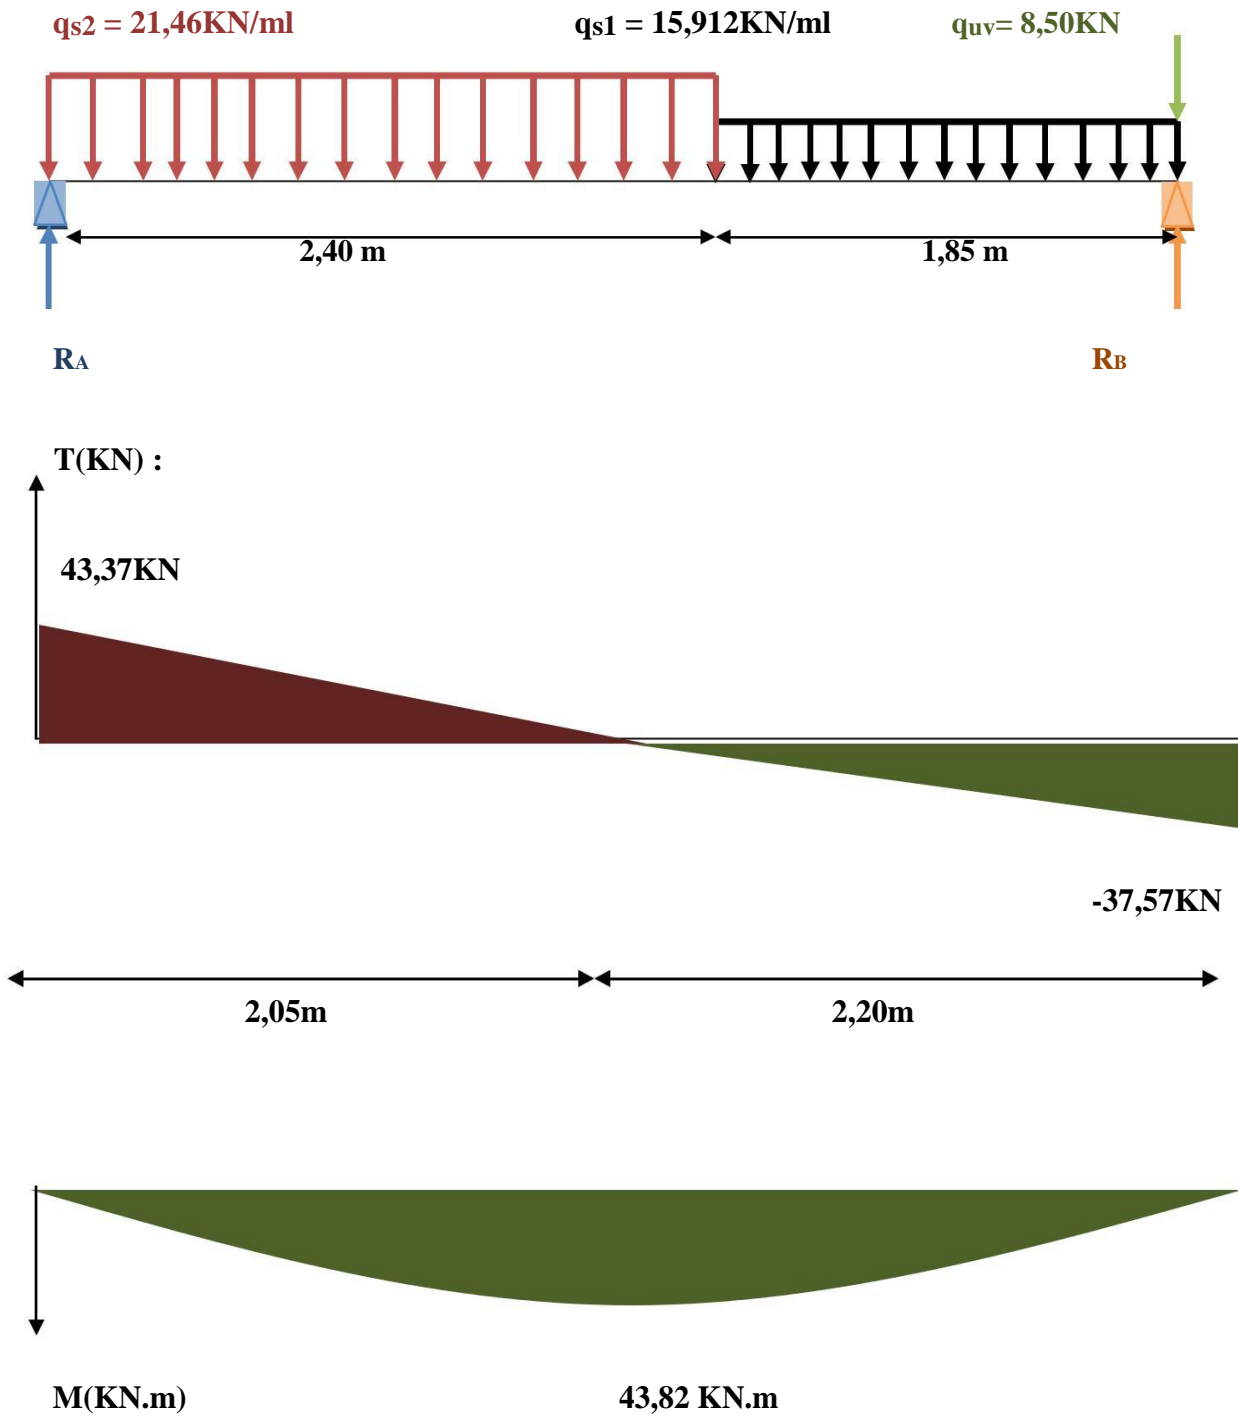 qs2 = 21,46KN/ml qs1 = 15,912KN/ml quv= 8,50KN
2,40 m 1,85 m
RA RB
T(KN) :
43,37KN
-37,57KN
2,05m 2,20m
M(KN.m) 43,82 KN.m